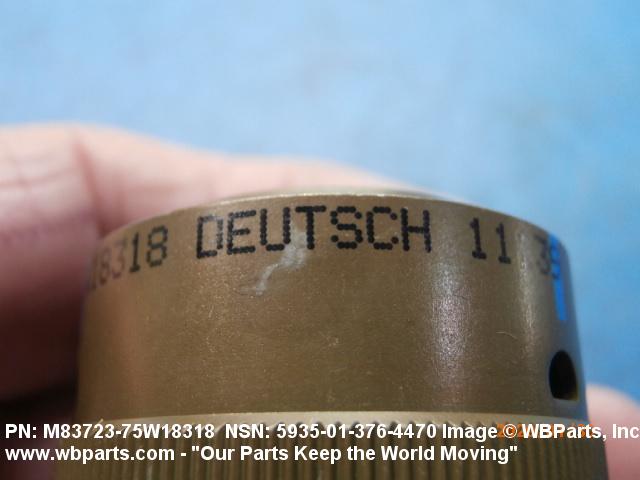 18318 DEUTSCH 11 39
PN: M83723-75W18318 NSN: 5935-01-376-4470 Image © WBParts, Inc
www.wbparts.com - "Our Parts Keep the World Moving"